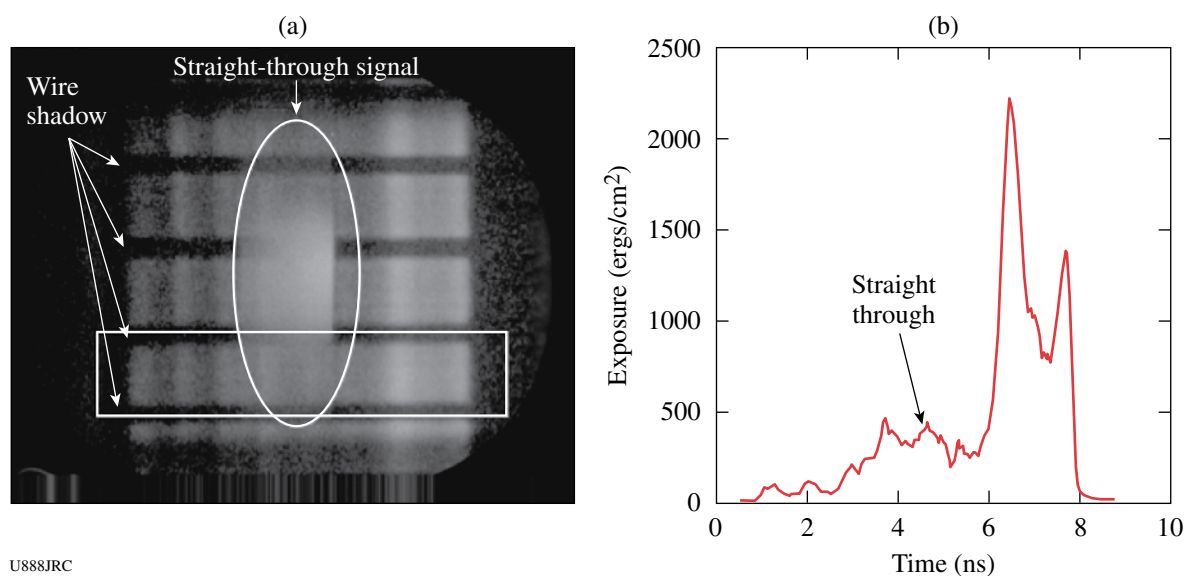 (a)
Straight-through signal
Wire
shadow
U888JRC
(b)
Exposure (ergs/cm²)
2500
2000
1500
1000
500
0
Straight
through
0 2 4 6 8 10
Time (ns)